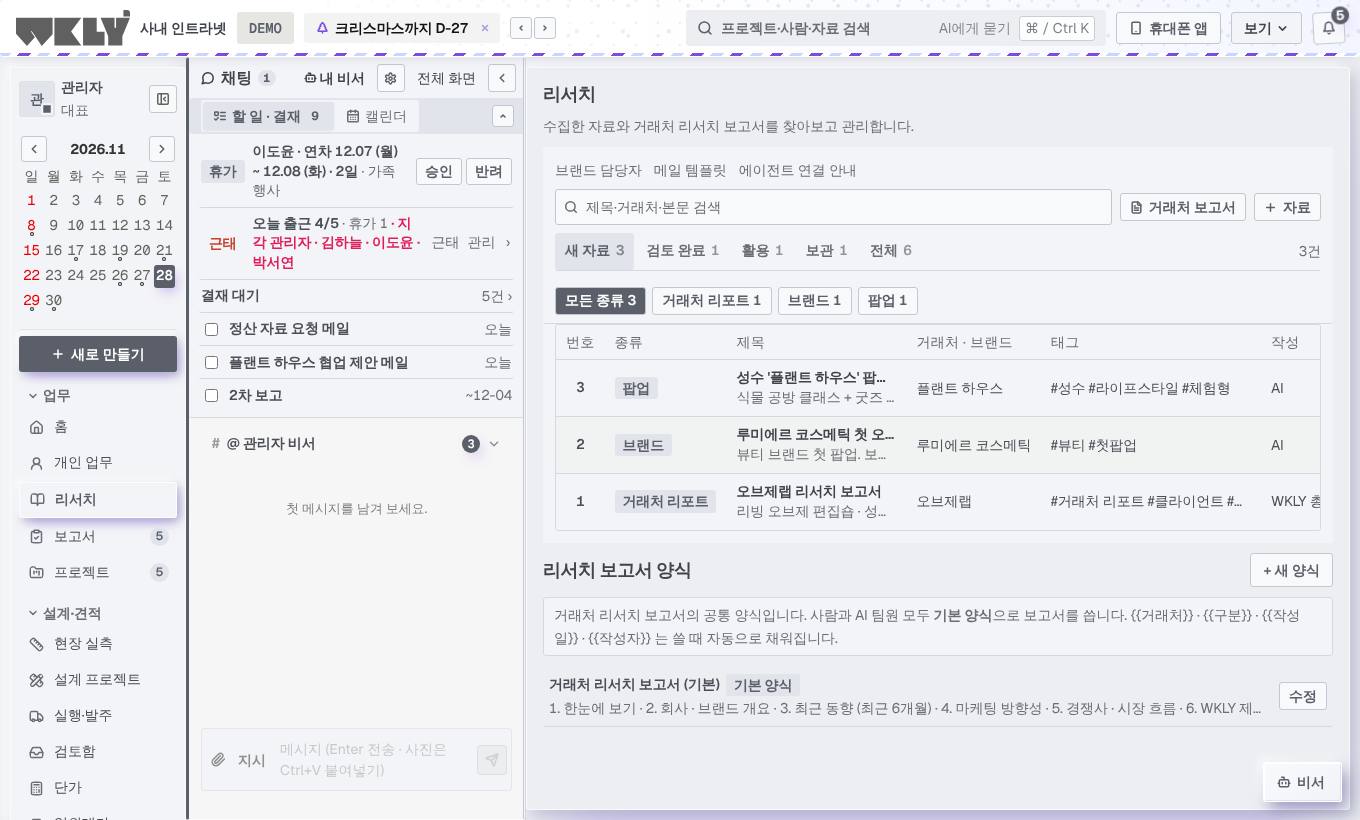 WKLY 사내 인트라넷 DEMO 크리스마스까지 D-27 × 프로젝트·사람·자료 검색 AI에게 묻기 ⌘ / Ctrl K 휴대폰 앱 보기 5
관 관리자
대표
2026.11
일 월 화 수 목 금 토
1 2 3 4 5 6 7
8 9 10 11 12 13 14
15 16 17 18 19 20 21
22 23 24 25 26 27 28
29 30
+ 새로 만들기
업무
홈
개인 업무
리서치
보고서 5
프로젝트 5
설계·견적
현장 실측
설계 프로젝트
실행·발주
검토함
단가
채팅 1 내 비서 전체 화면
할 일 · 결재 9 캘린더
휴가 이도윤 · 연차 12.07 (월)
~ 12.08 (화) · 2일 · 가족
행사
승인 반려
근태 오늘 출근 4/5 · 휴가 1 · 지
각 관리자 · 김하늘 · 이도윤 ·
박서연
근태 관리 ›
결재 대기 5건 ›
정산 자료 요청 메일 오늘
플랜트 하우스 협업 제안 메일 오늘
2차 보고 ~12-04
# @ 관리자 비서 3
첫 메시지를 남겨 보세요.
지시 메시지 (Enter 전송 · 사진은
Ctrl+V 붙여넣기)
리서치
수집한 자료와 거래처 리서치 보고서를 찾아보고 관리합니다.
브랜드 담당자 메일 템플릿 에이전트 연결 안내
제목·거래처·본문 검색 거래처 보고서 + 자료
새 자료 3 검토 완료 1 활용 1 보관 1 전체 6 3건
모든 종류 3 거래처 리포트 1 브랜드 1 팝업 1
번호 종류 제목 거래처 · 브랜드 태그 작성
3 팝업 성수 '플랜트 하우스' 팝...
식물 공방 클래스 + 굿즈 ...
플랜트 하우스 #성수 #라이프스타일 #체험형 AI
2 브랜드 루미에르 코스메틱 첫 오...
뷰티 브랜드 첫 팝업. 보...
루미에르 코스메틱 #뷰티 #첫팝업 AI
1 거래처 리포트 오브제랩 리서치 보고서
리빙 오브제 편집숍 · 성...
오브제랩 #거래처 리포트 #클라이언트 #... WKLY
리서치 보고서 양식 + 새 양식
거래처 리서치 보고서의 공통 양식입니다. 사람과 AI 팀원 모두 기본 양식으로 보고서를 씁니다. {{거래처}} · {{구분}} · {{작성
일}} · {{작성자}} 는 쓸 때 자동으로 채워집니다.
거래처 리서치 보고서 (기본) 기본 양식
1. 한눈에 보기 · 2. 회사 · 브랜드 개요 · 3. 최근 동향 (최근 6개월) · 4. 마케팅 방향성 · 5. 경쟁사 · 시장 흐름 · 6. WKLY 제...
수정
비서